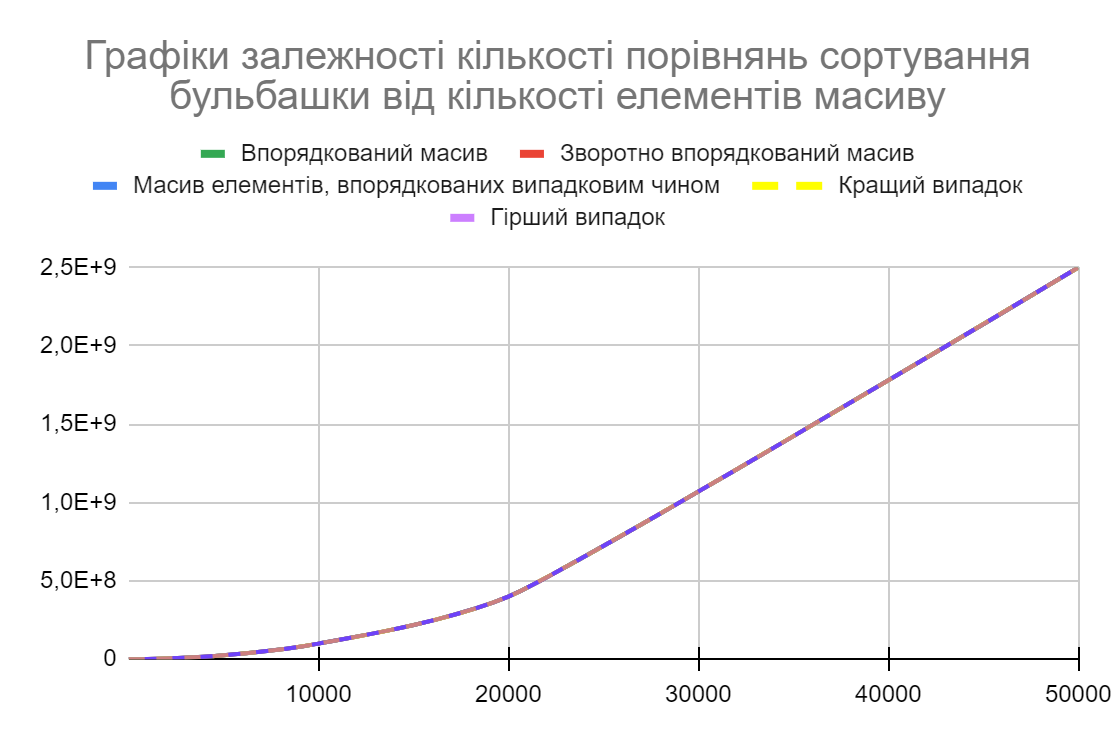 Графіки залежності кількості порівнянь сортування
бульбашки від кількості елементів масиву
Впорядкований масив Зворотно впорядкований масив
Масив елементів, впорядкованих випадковим чином Кращий випадок
Гірший випадок
2,5E+9
2,0E+9
1,5E+9
1,0E+9
5,0E+8
0
10000 20000 30000 40000 50000